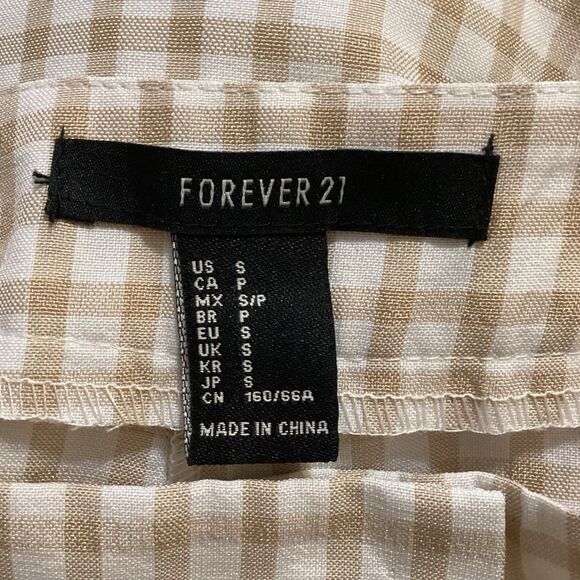 FOREVER 21
US S
CA P
MX S/P
BR P
EU S
UK S
KR S
JP S
CN 160/66A
MADE IN CHINA